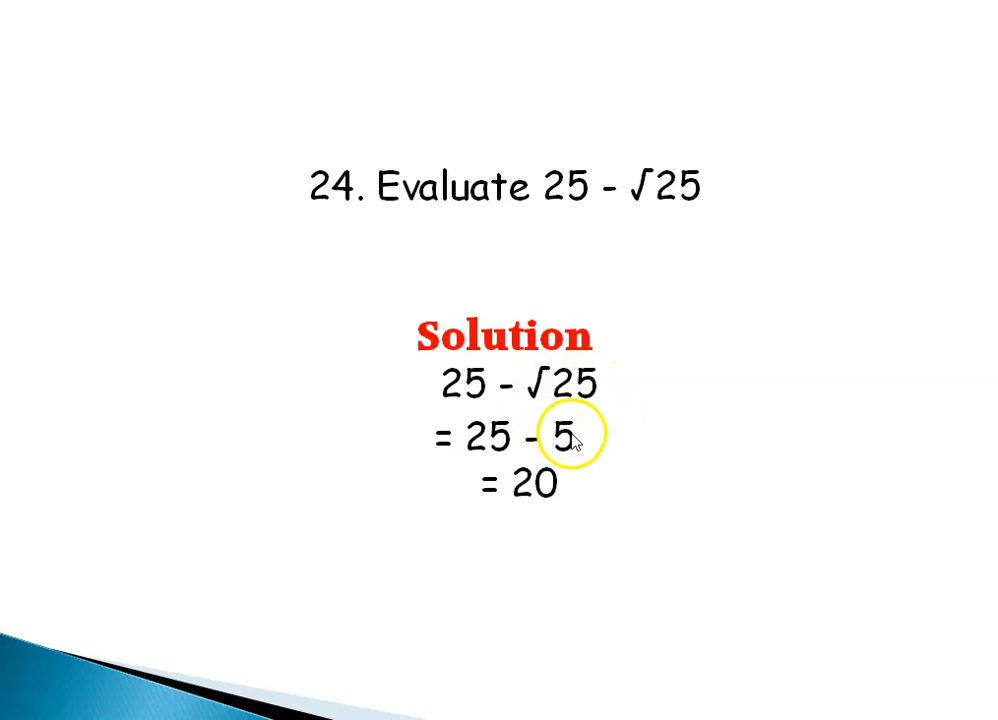 24. Evaluate 25 - √25
Solution
25 - √25
= 25 - 5
= 20